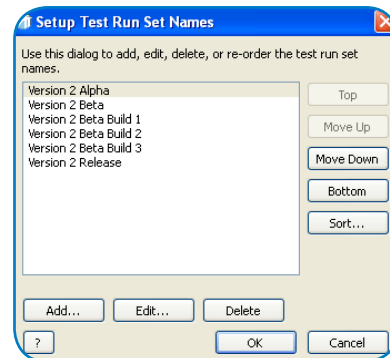 Setup Test Run Set Names
Use this dialog to add, edit, delete, or re-order the test run set
names.
Version 2 Alpha
Version 2 Beta
Version 2 Beta Build 1
Version 2 Beta Build 2
Version 2 Beta Build 3
Version 2 Release
Top
Move Up
Move Down
Bottom
Sort...
Add...
Edit...
Delete
?
OK
Cancel